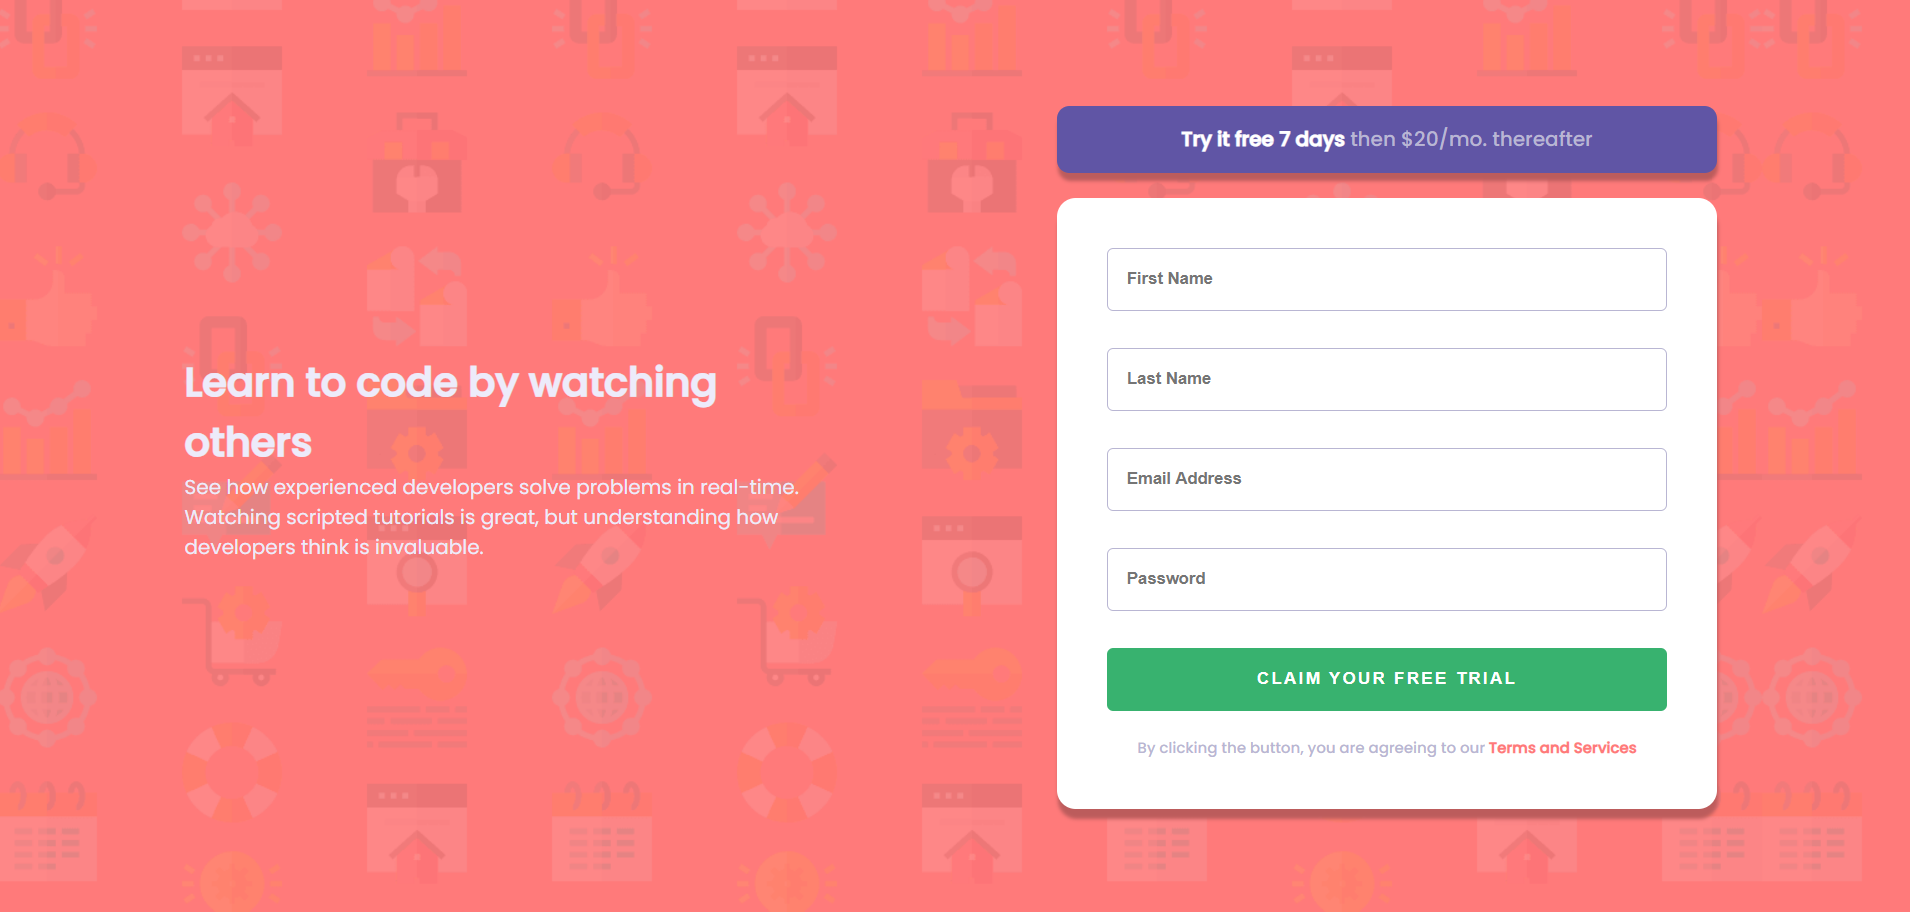 Learn to code by watching
others
See how experienced developers solve problems in real-time.
Watching scripted tutorials is great, but understanding how
developers think is invaluable.
Try it free 7 days then $20/mo. thereafter
First Name
Last Name
Email Address
Password
CLAIM YOUR FREE TRIAL
By clicking the button, you are agreeing to our Terms and Services